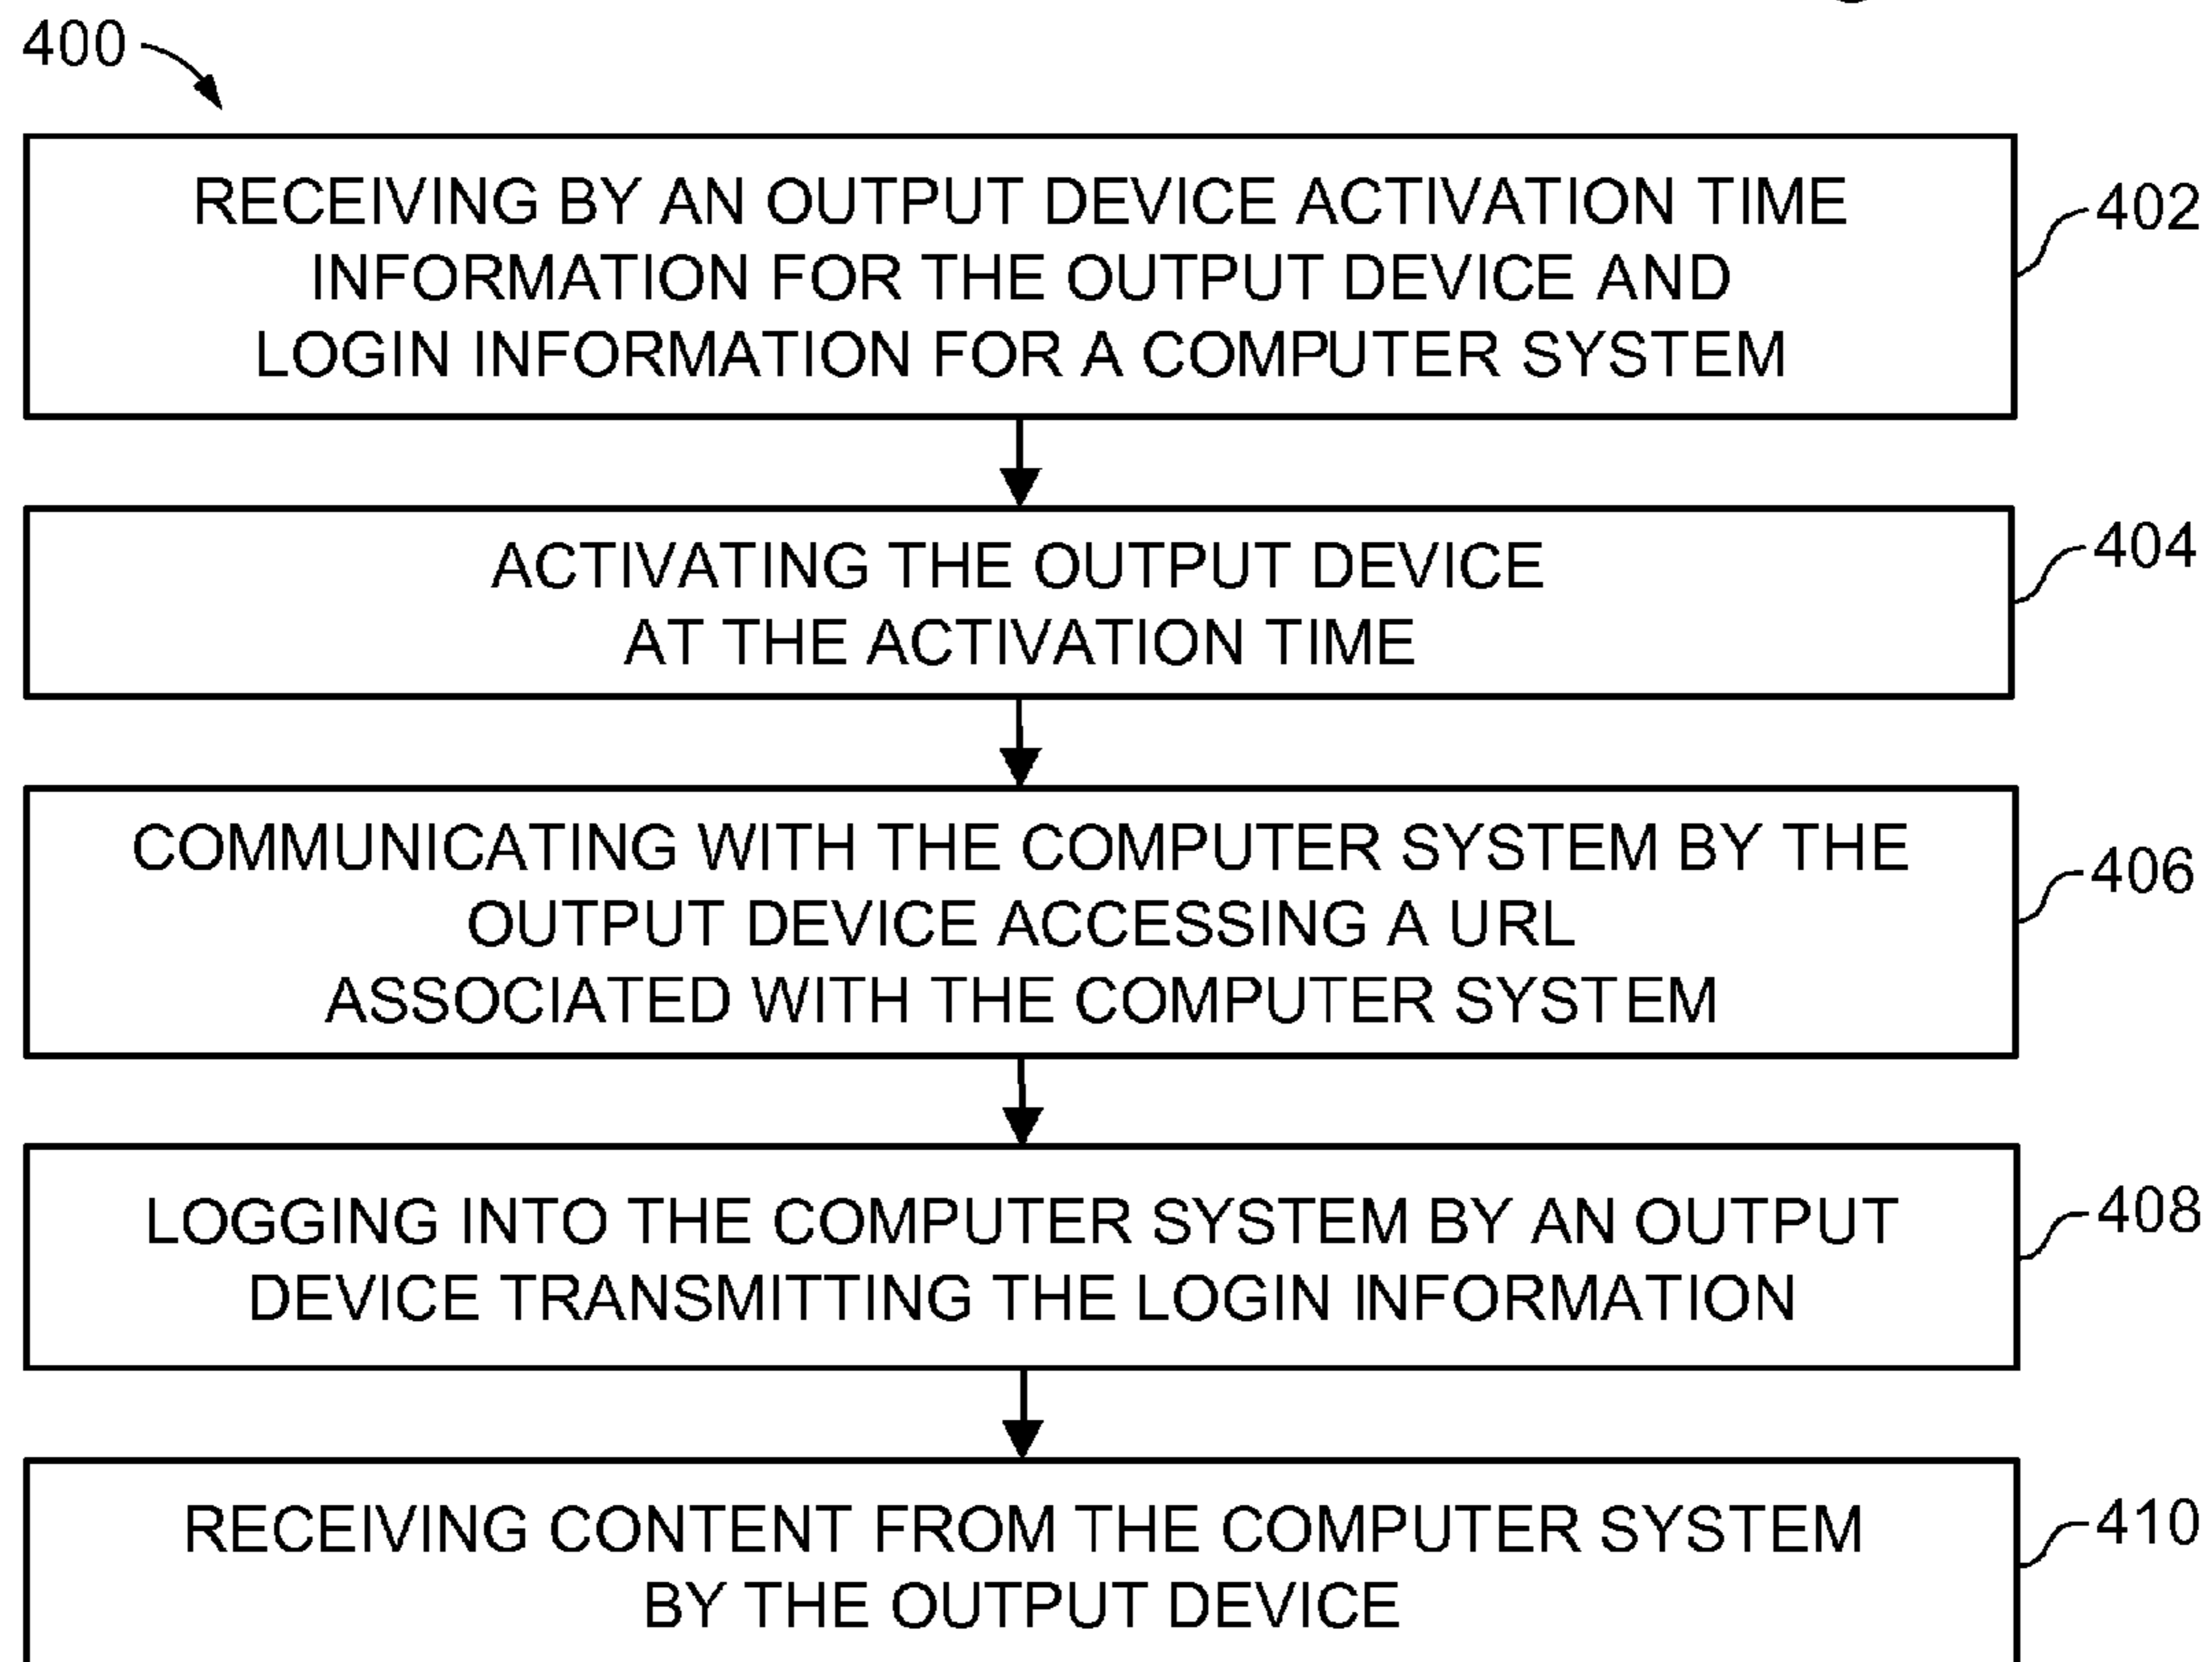 400
RECEIVING BY AN OUTPUT DEVICE ACTIVATION TIME
INFORMATION FOR THE OUTPUT DEVICE AND
LOGIN INFORMATION FOR A COMPUTER SYSTEM
402
ACTIVATING THE OUTPUT DEVICE
AT THE ACTIVATION TIME
404
COMMUNICATING WITH THE COMPUTER SYSTEM BY THE
OUTPUT DEVICE ACCESSING A URL
ASSOCIATED WITH THE COMPUTER SYSTEM
406
LOGGING INTO THE COMPUTER SYSTEM BY AN OUTPUT
DEVICE TRANSMITTING THE LOGIN INFORMATION
408
RECEIVING CONTENT FROM THE COMPUTER SYSTEM
BY THE OUTPUT DEVICE
410